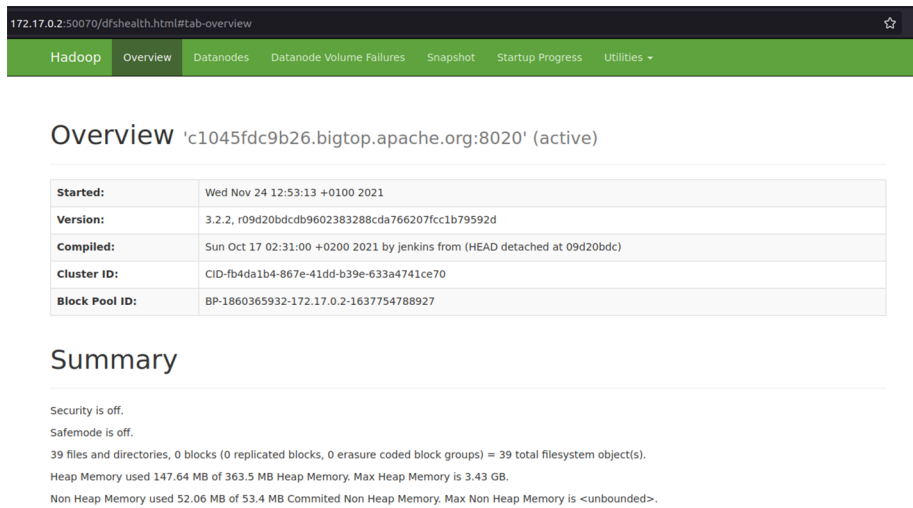 172.17.0.2:50070/dfshealth.html#tab-overview
Hadoop Overview Datanodes Datanode Volume Failures Snapshot Startup Progress Utilities
Overview 'c1045fdc9b26.bigtop.apache.org:8020' (active)
Started: Wed Nov 24 12:53:13 +0100 2021
Version: 3.2.2, r09d20bdcdb9602383288cda766207fcc1b79592d
Compiled: Sun Oct 17 02:31:00 +0200 2021 by jenkins from (HEAD detached at 09d20bdc)
Cluster ID: CID-fb4da1b4-867e-41dd-b39e-633a4741ce70
Block Pool ID: BP-1860365932-172.17.0.2-1637754788927
Summary
Security is off.
Safemode is off.
39 files and directories, 0 blocks (0 replicated blocks, 0 erasure coded block groups) = 39 total filesystem object(s).
Heap Memory used 147.64 MB of 363.5 MB Heap Memory. Max Heap Memory is 3.43 GB.
Non Heap Memory used 52.06 MB of 53.4 MB Commited Non Heap Memory. Max Non Heap Memory is <unbounded>.